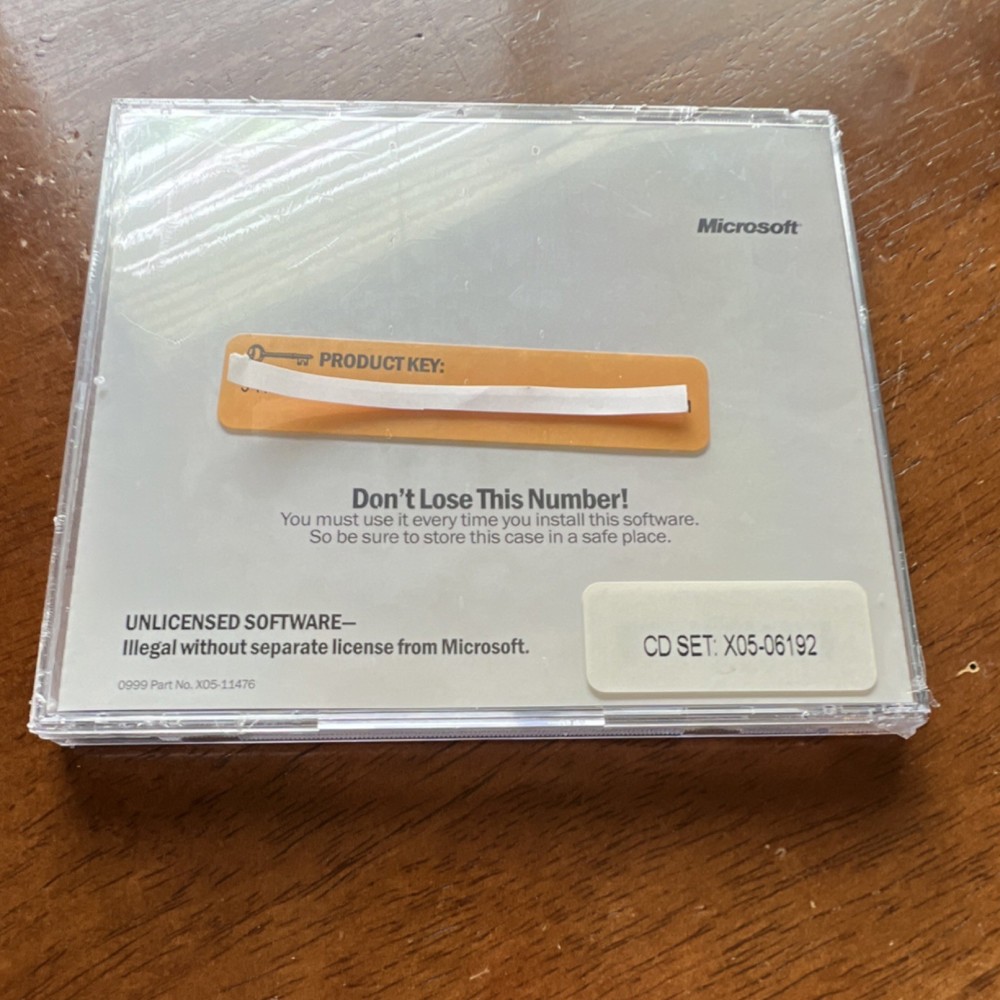 Microsoft
PRODUCT KEY:
Don't Lose This Number!
You must use it every time you install this software.
So be sure to store this case in a safe place.
UNLICENSED SOFTWARE—
Illegal without separate license from Microsoft.
0999 Part No. X05-11476
CD SET: X05-06192